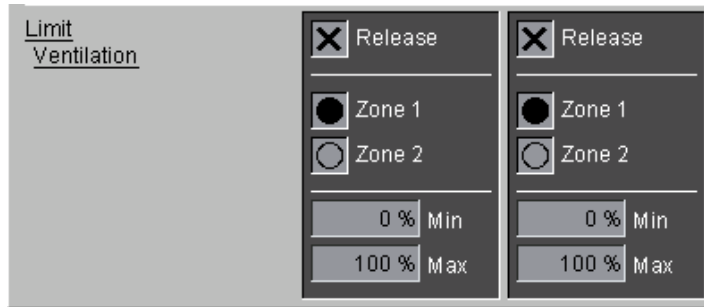 Limit
Ventilation
Release
Zone 1
Zone 2
0 % Min
100 % Max
Release
Zone 1
Zone 2
0 % Min
100 % Max